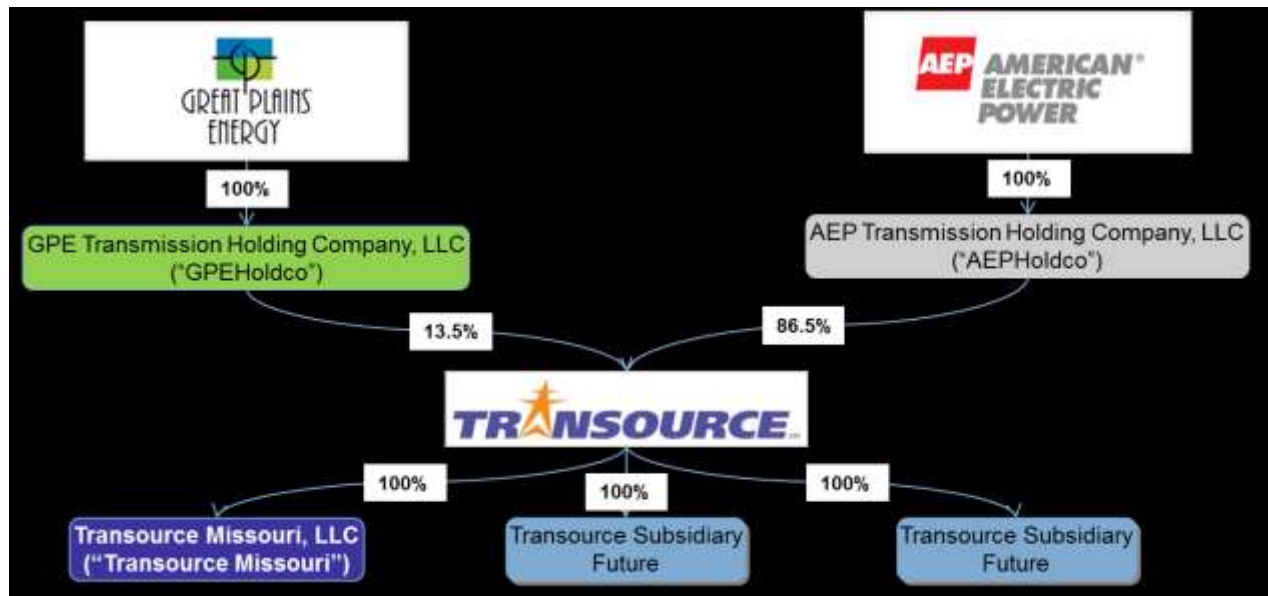 GREAT PLAINS
ENERGY
AEP AMERICAN®
ELECTRIC
POWER
100%
100%
GPE Transmission Holding Company, LLC
("GPEHoldco")
AEP Transmission Holding Company, LLC
("AEPHoldco")
13.5%
86.5%
TRANSOURCE
100%
100%
100%
Transource Missouri, LLC
(“Transource Missouri”)
Transource Subsidiary
Future
Transource Subsidiary
Future